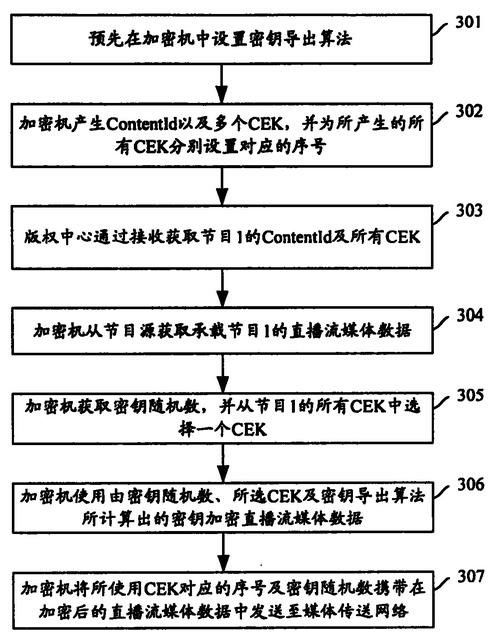 预先在加密机中设置密钥导出算法
301
加密机产生ContentId以及多个CEK，并为所产生的所
有CEK分别设置对应的序号
302
版权中心通过接收获取节目1的ContentId及所有CEK
303
加密机从节目源获取承载节目1的直播流媒体数据
304
加密机获取密钥随机数，并从节目1的所有CEK中选
择一个CEK
305
加密机使用由密钥随机数、所选CEK及密钥导出算法
所计算出的密钥加密直播流媒体数据
306
加密机将所使用CEK对应的序号及密钥随机数携带在
加密后的直播流媒体数据中发送至媒体传送网络
307